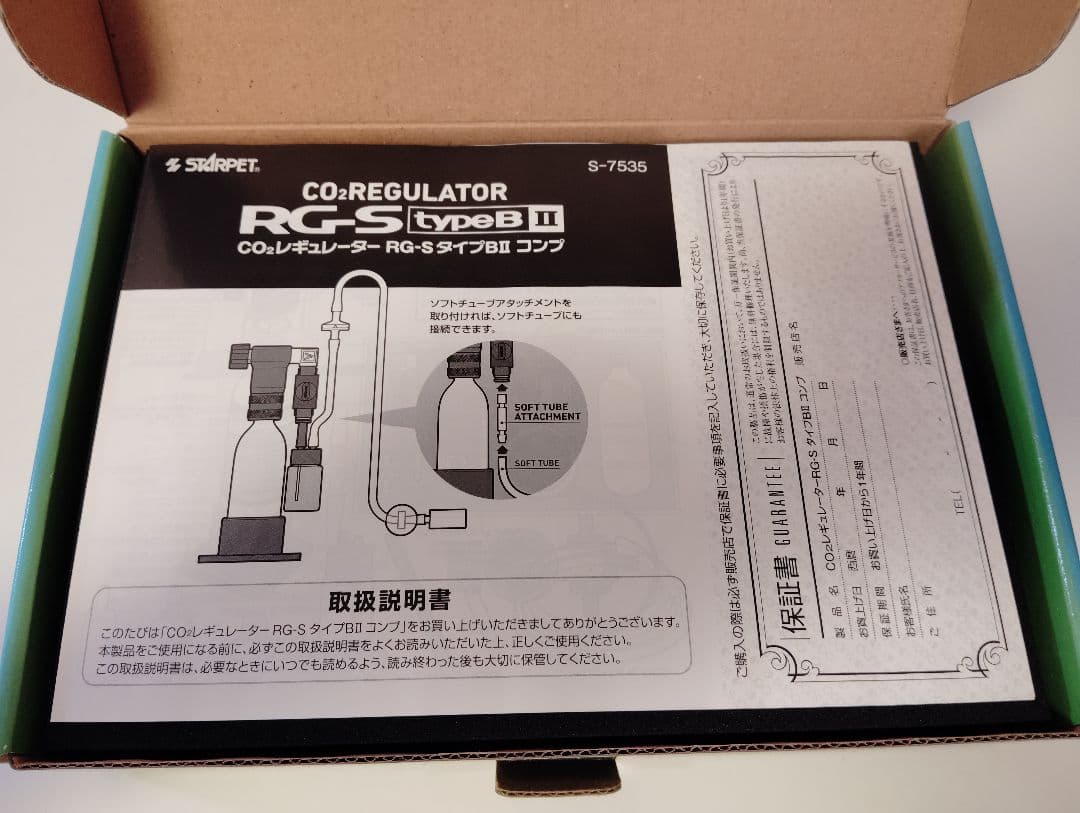 STARPET
S-7535
CO₂REGULATOR
RG-S typeB II
CO₂レギュレーター RG-S タイプBⅡ コンプ
ソフトチューブアタッチメントを
取り付ければ、ソフトチューブにも
接続できます。
SOFT TUBE
ATTACHMENT
SOFT TUBE
取扱説明書
このたびは「CO₂レギュレーター RG-S タイプBⅡ コンプ」をお買い上げいただきましてありがとうございます。
本製品をご使用になる前に、必ずこの取扱説明書をよくお読みいただいた上、正しくご使用ください。
この取扱説明書は、必要なときにいつでも読めるよう、読み終わった後も大切に保管してください。
ご購入の際は必ず販売店で保証書に必要事項を記入していただき、大切に保存してください。
保証書 GUARANTEE
製品名 CO₂レギュレーターRG-S タイプBⅡ コンプ
お買上げ日 西暦 年 月 日
保証期間 お買い上げ日から1年間
お客様氏名
ご住所
販売店名
TEL( )